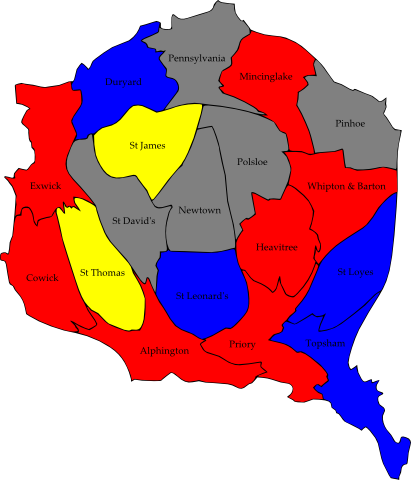 Pennsylvania
Duryard
Mincinglake
Pinhoe
St James
Polsloe
Exwick
Whipton & Barton
Newtown
St David's
Heavitree
Cowick
St Thomas
St Loyes
St Leonard's
Topsham
Priory
Alphington